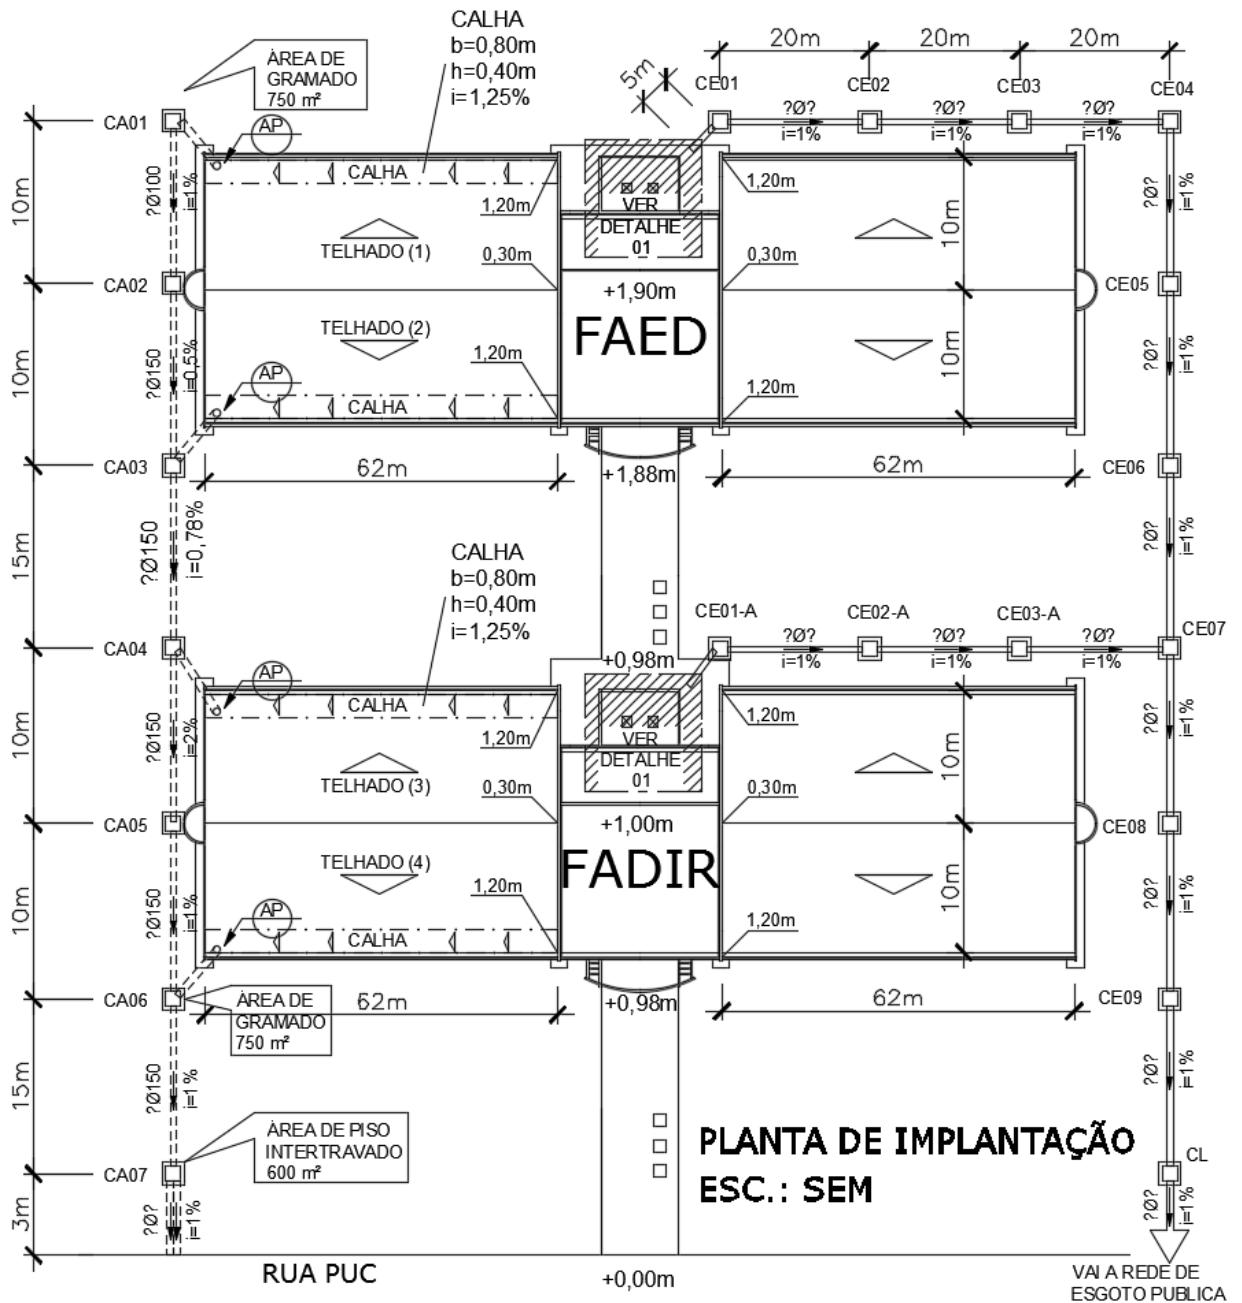 CALHA
b=0,80m
h=0,40m
i=1,25%
ÁREA DE
GRAMADO
750 m²
5m
20m
20m
20m
CE01
CE02
CE03
CE04
CA01
AP
?Ø?
i=1%
?Ø?
i=1%
?Ø?
i=1%
CALHA
1,20m
VER
DETALHE
01
1,20m
10m
?Ø100
i=1%
10m
?Ø?
i=1%
TELHADO (1)
0,30m
0,30m
CA02
+1,90m
CE05
FAED
TELHADO (2)
10m
?Ø150
i=0,5%
1,20m
10m
?Ø?
i=1%
AP
1,20m
CALHA
CA03
62m
+1,88m
62m
CE06
15m
?Ø150
i=0,78%
?Ø?
i=1%
CALHA
b=0,80m
h=0,40m
i=1,25%
CE01-A
CE02-A
CE03-A
CE07
?Ø?
i=1%
?Ø?
i=1%
?Ø?
i=1%
CA04
+0,98m
AP
CALHA
1,20m
VER
DETALHE
01
1,20m
10m
?Ø150
i=2%
10m
?Ø?
i=1%
TELHADO (3)
0,30m
0,30m
CA05
+1,00m
CE08
FADIR
TELHADO (4)
10m
?Ø150
i=1%
1,20m
10m
?Ø?
i=1%
AP
1,20m
CALHA
CA06
ÁREA DE
GRAMADO
750 m²
62m
+0,98m
62m
CE09
15m
?Ø150
i=1%
?Ø?
i=1%
ÁREA DE PISO
INTERTRAVADO
600 m²
PLANTA DE IMPLANTAÇÃO
ESC.: SEM
CA07
CL
3m
?Ø?
i=1%
?Ø?
i=1%
RUA PUC
+0,00m
VAI A REDE DE
ESGOTO PUBLICA